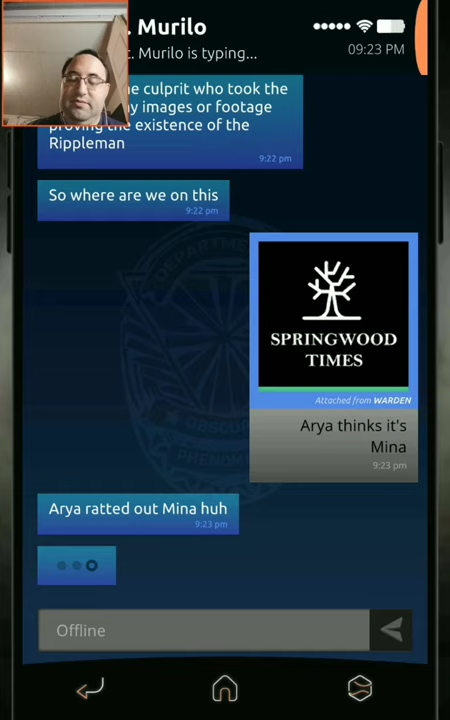 . Murilo
t. Murilo is typing...
09:23 PM
e culprit who took the
ny images or footage
proving the existence of the
Rippleman
9:22 pm
So where are we on this
9:22 pm
SPRINGWOOD
TIMES
Attached from WARDEN
Arya thinks it's
Mina
9:23 pm
Arya ratted out Mina huh
9:23 pm
Offline